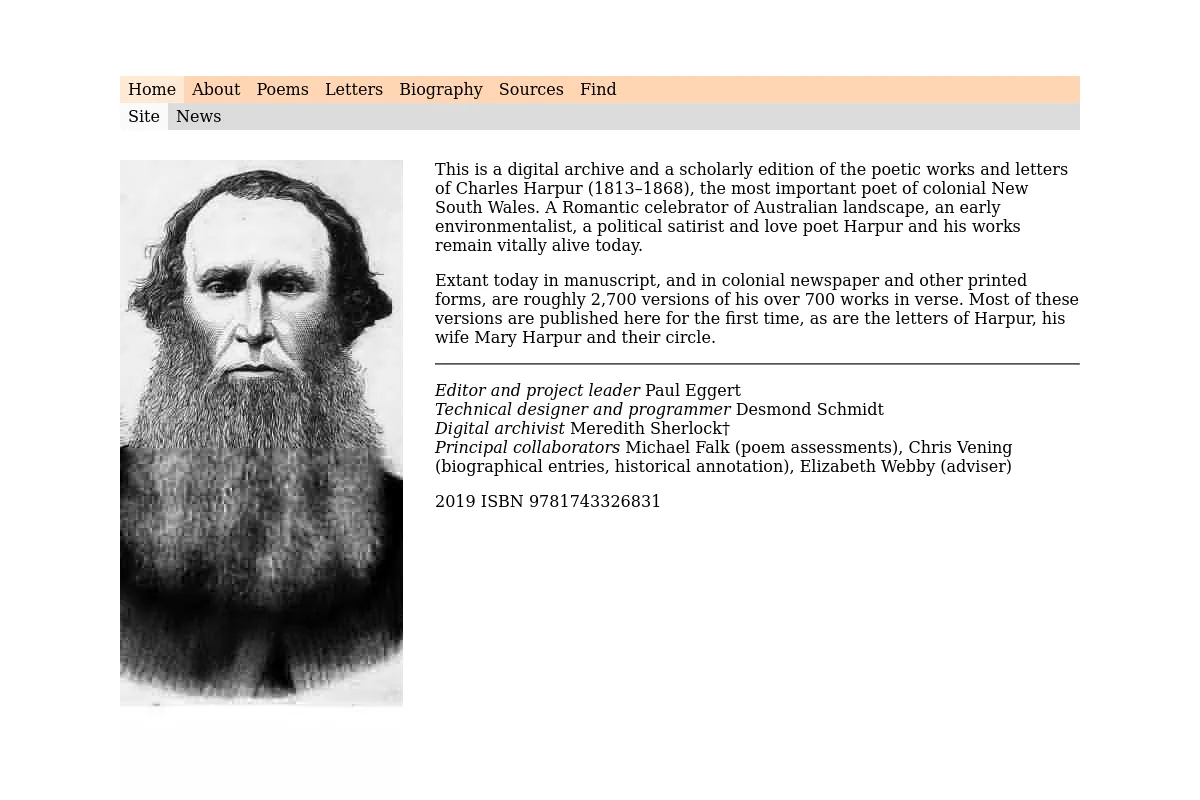 Home About Poems Letters Biography Sources Find
Site News
This is a digital archive and a scholarly edition of the poetic works and letters
of Charles Harpur (1813–1868), the most important poet of colonial New
South Wales. A Romantic celebrator of Australian landscape, an early
environmentalist, a political satirist and love poet Harpur and his works
remain vitally alive today.
Extant today in manuscript, and in colonial newspaper and other printed
forms, are roughly 2,700 versions of his over 700 works in verse. Most of these
versions are published here for the first time, as are the letters of Harpur, his
wife Mary Harpur and their circle.
Editor and project leader Paul Eggert
Technical designer and programmer Desmond Schmidt
Digital archivist Meredith Sherlock†
Principal collaborators Michael Falk (poem assessments), Chris Vening
(biographical entries, historical annotation), Elizabeth Webby (adviser)
2019 ISBN 9781743326831